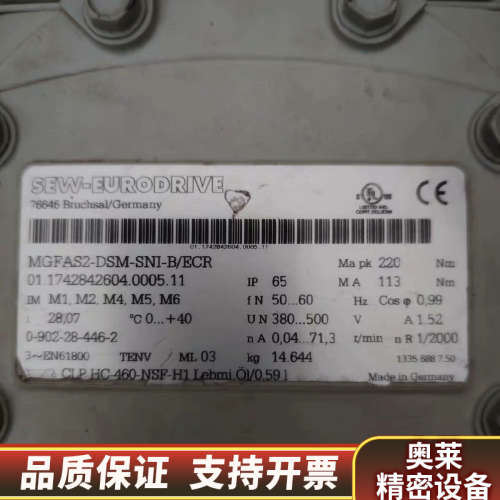 SEW-EURODRIVE
76646 Bruchsal/Germany
01.1742842604.0005.11
MGFAS2-DSM-SNI-B/ECR
Ma pk 220 Nm
01.1742842604.0005.11 IP 65 MA 113 Nm
IM M1, M2, M4, M5, M6 fN 50...60 Hz Cos φ 0,99
i 28,07 °C 0...+40 UN 380...500 V A 1.52
0-902-28-446-2 nA 0,04...71,3 r/min nR 1/2000
3~EN61800 TENV ML 03 kg 14.644 1335 888 7.50
CLP HC-460-NSF-H1 Lebmi.Öl/0.59 l Made in Germany
品质保证 支持开票
奥莱
精密设备